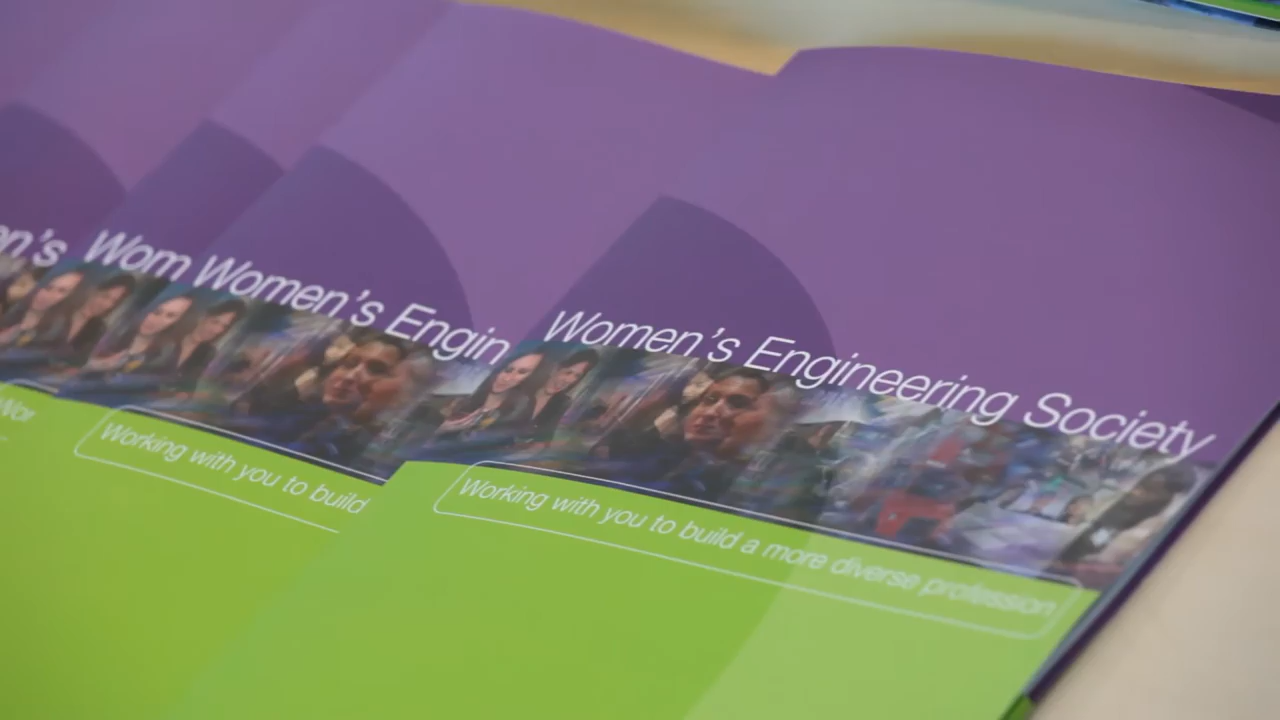 en's
Wom
Women's Engin
Women's Engineering Society
Wor
Working with you to build
Working with you to build a more diverse profession